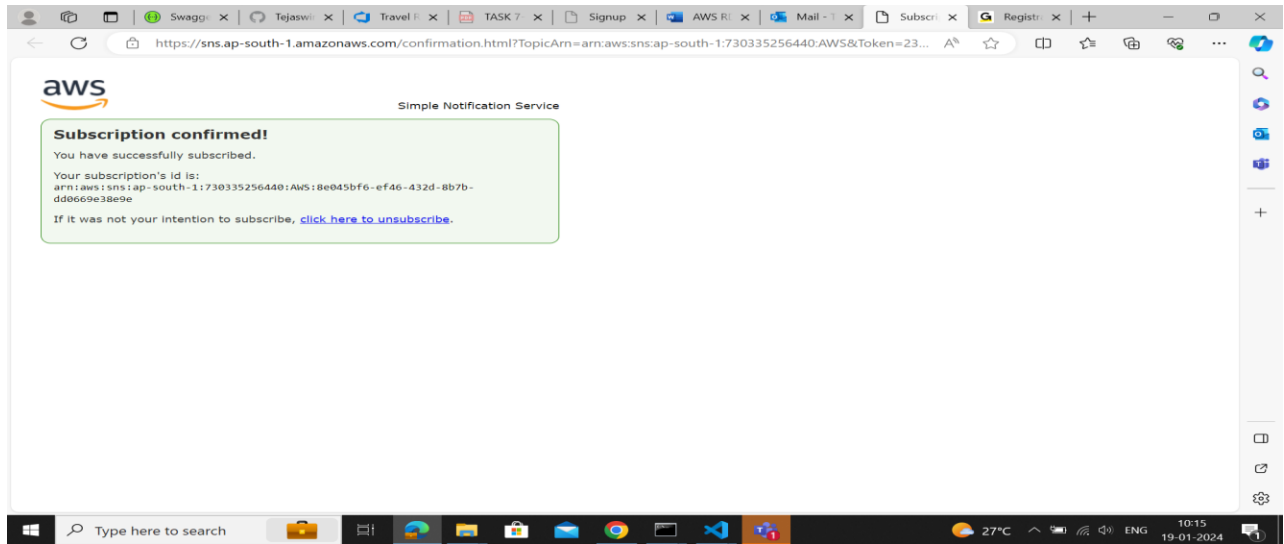 Swagg
Tejaswi
Travel F
TASK 7
Signup
AWS RD
Mail - T
Subscri
Registr
https://sns.ap-south-1.amazonaws.com/confirmation.html?TopicArn=arn:aws:sns:ap-south-1:730335256440:AWS&Token=23...
aws
Simple Notification Service
Subscription confirmed!
You have successfully subscribed.
Your subscription's id is:
arn:aws:sns:ap-south-1:730335256440:AWS:8e045bf6-ef46-432d-8b7b-
dd0669e38e9e
If it was not your intention to subscribe, click here to unsubscribe.
Type here to search
27°C
ENG
10:15
19-01-2024